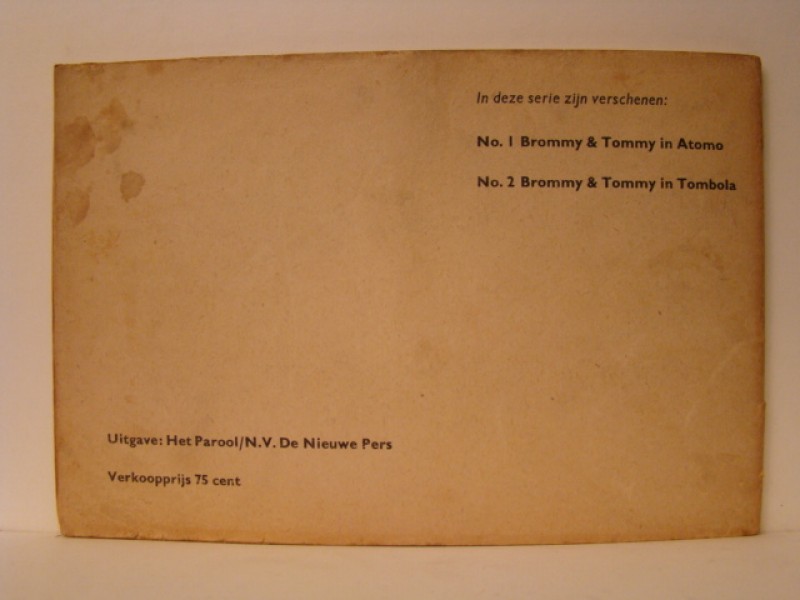 In deze serie zijn verschenen:
No. 1 Brommy & Tommy in Atomo
No. 2 Brommy & Tommy in Tombola
Uitgave: Het Parool/N.V. De Nieuwe Pers
Verkoopprijs 75 cent